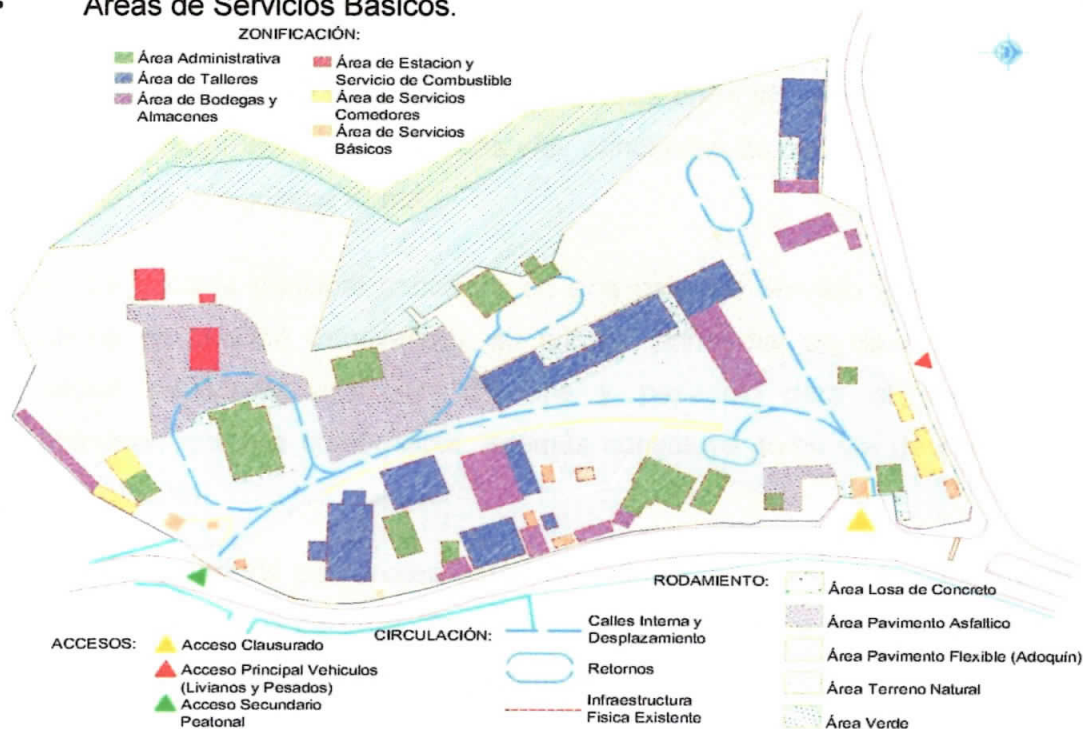 Áreas de Servicios Básicos.
ZONIFICACIÓN:
Área Administrativa
Área de Talleres
Área de Bodegas y
Almacenes
Área de Estacion y
Servicio de Combustible
Área de Servicios
Comedores
Área de Servicios
Básicos
ACCESOS:
Acceso Clausurado
Acceso Principal Vehiculos
(Livianos y Pesados)
Acceso Secundario
Peatonal
CIRCULACIÓN:
Calles Interna y
Desplazamiento
Retornos
Infraestructura
Fisica Existente
RODAMIENTO:
Área Losa de Concreto
Área Pavimento Asfaltico
Área Pavimento Flexible (Adoquín)
Área Terreno Natural
Área Verde